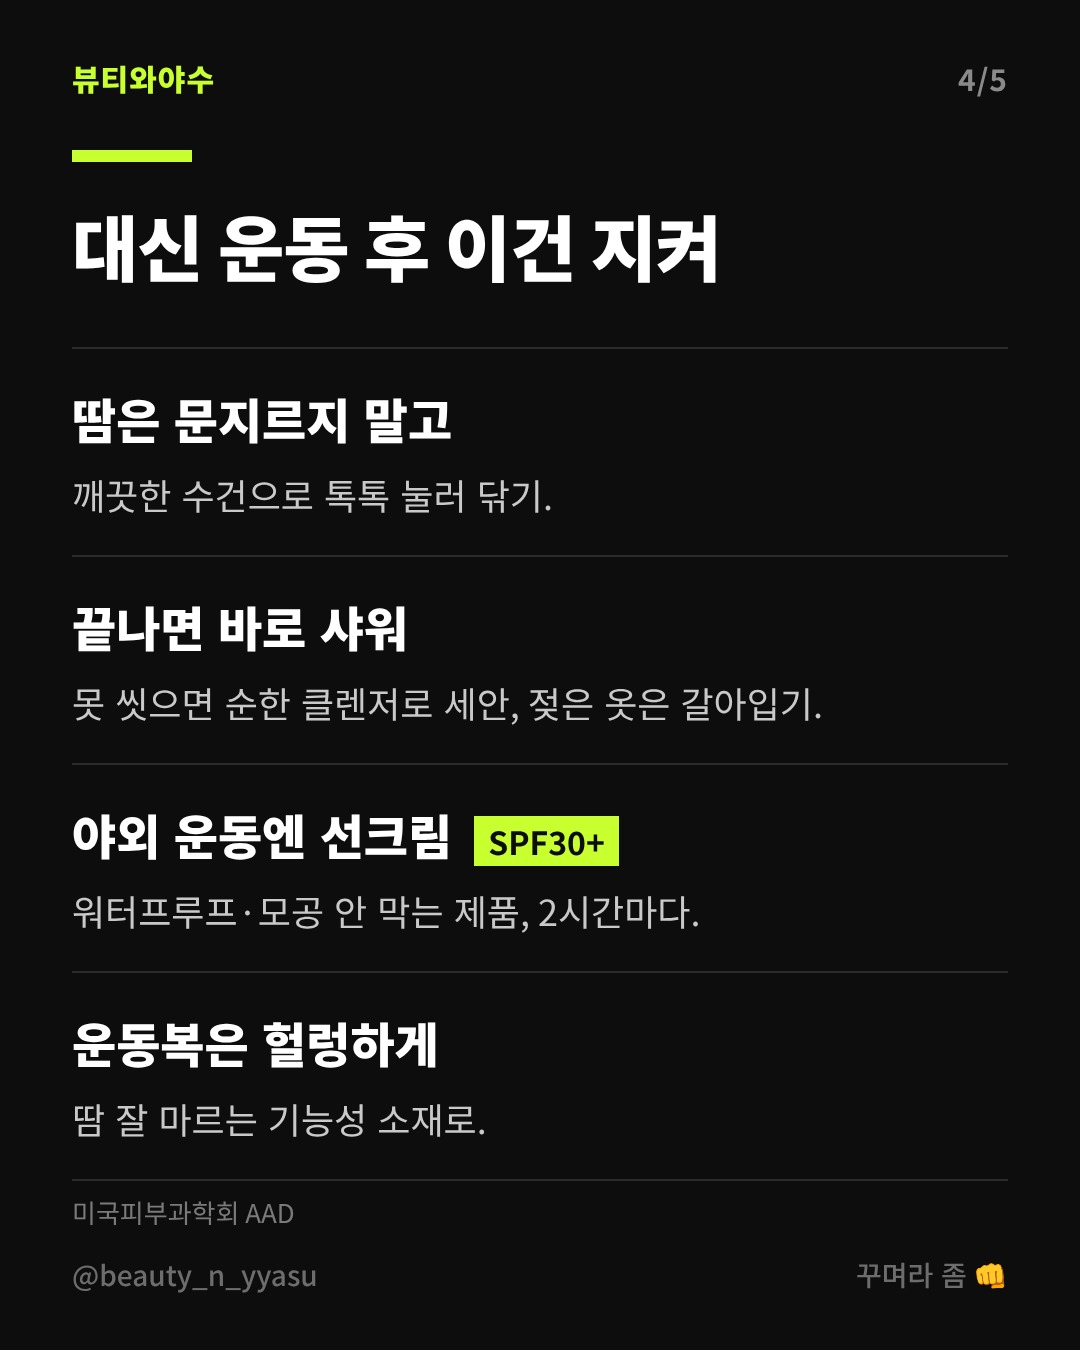 뷰티와야수
4/5
대신 운동 후 이건 지켜
땀은 문지르지 말고
깨끗한 수건으로 톡톡 눌러 닦기.
끝나면 바로 샤워
못 씻으면 순한 클렌저로 세안, 젖은 옷은 갈아입기.
야외 운동엔 선크림 SPF30+
워터프루프·모공 안 막는 제품, 2시간마다.
운동복은 헐렁하게
땀 잘 마르는 기능성 소재로.
미국피부과학회 AAD
@beauty_n_yyasu
꾸며라 좀 👊